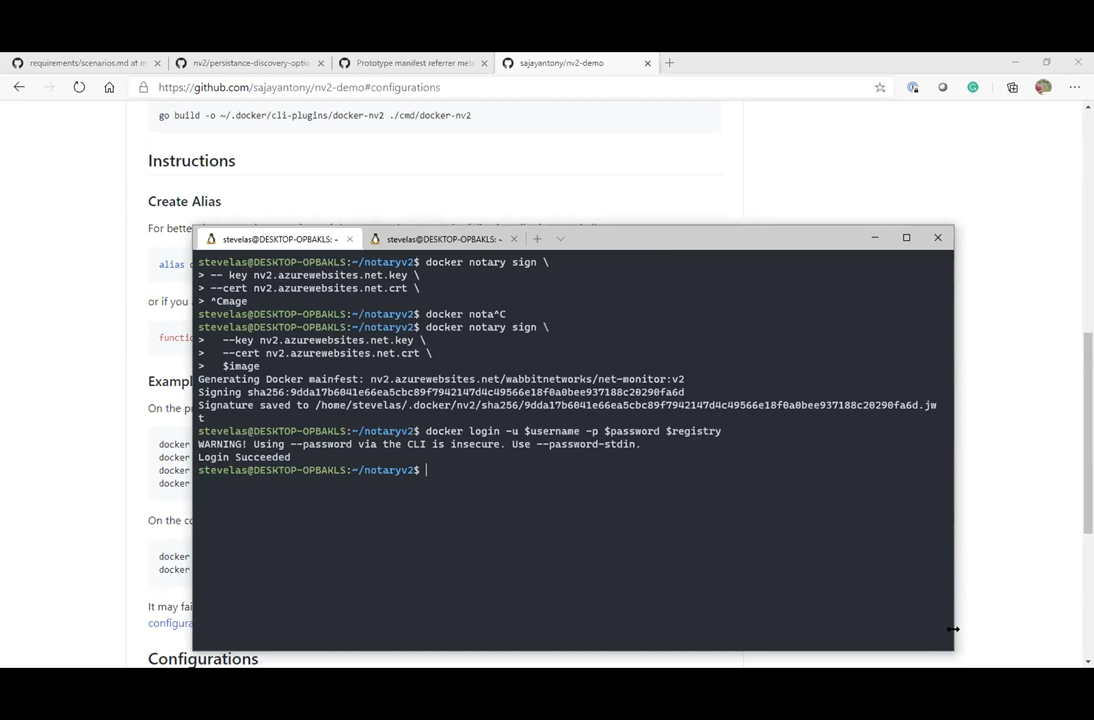 requirements/scenarios.md at m
nv2/persistance-discovery-optio
Prototype manifest referrer met
sajayantony/nv2-demo
https://github.com/sajayantony/nv2-demo#configurations
go build -o ~/.docker/cli-plugins/docker-nv2 ./cmd/docker-nv2
Instructions
Create Alias
For bette
alias
or if you a
functio
Exampl
On the p
docker
docker
docker
docker
On the co
docker
docker
It may fai
configura
Configurations
stevelas@DESKTOP-OPBAKLS: ~
stevelas@DESKTOP-OPBAKLS: ~
stevelas@DESKTOP-OPBAKLS:~/notaryv2$ docker notary sign \
> -- key nv2.azurewebsites.net.key \
> --cert nv2.azurewebsites.net.crt \
> ^Cmage
stevelas@DESKTOP-OPBAKLS:~/notaryv2$ docker nota^C
stevelas@DESKTOP-OPBAKLS:~/notaryv2$ docker notary sign \
>   --key nv2.azurewebsites.net.key \
>   --cert nv2.azurewebsites.net.crt \
>   $image
Generating Docker mainfest: nv2.azurewebsites.net/wabbitnetworks/net-monitor:v2
Signing sha256:9dda17b6041e66ea5cbc89f7942147d4c49566e18f0a0bee937188c20290fa6d
Signature saved to /home/stevelas/.docker/nv2/sha256/9dda17b6041e66ea5cbc89f7942147d4c49566e18f0a0bee937188c20290fa6d.jw
t
stevelas@DESKTOP-OPBAKLS:~/notaryv2$ docker login -u $username -p $password $registry
WARNING! Using --password via the CLI is insecure. Use --password-stdin.
Login Succeeded
stevelas@DESKTOP-OPBAKLS:~/notaryv2$